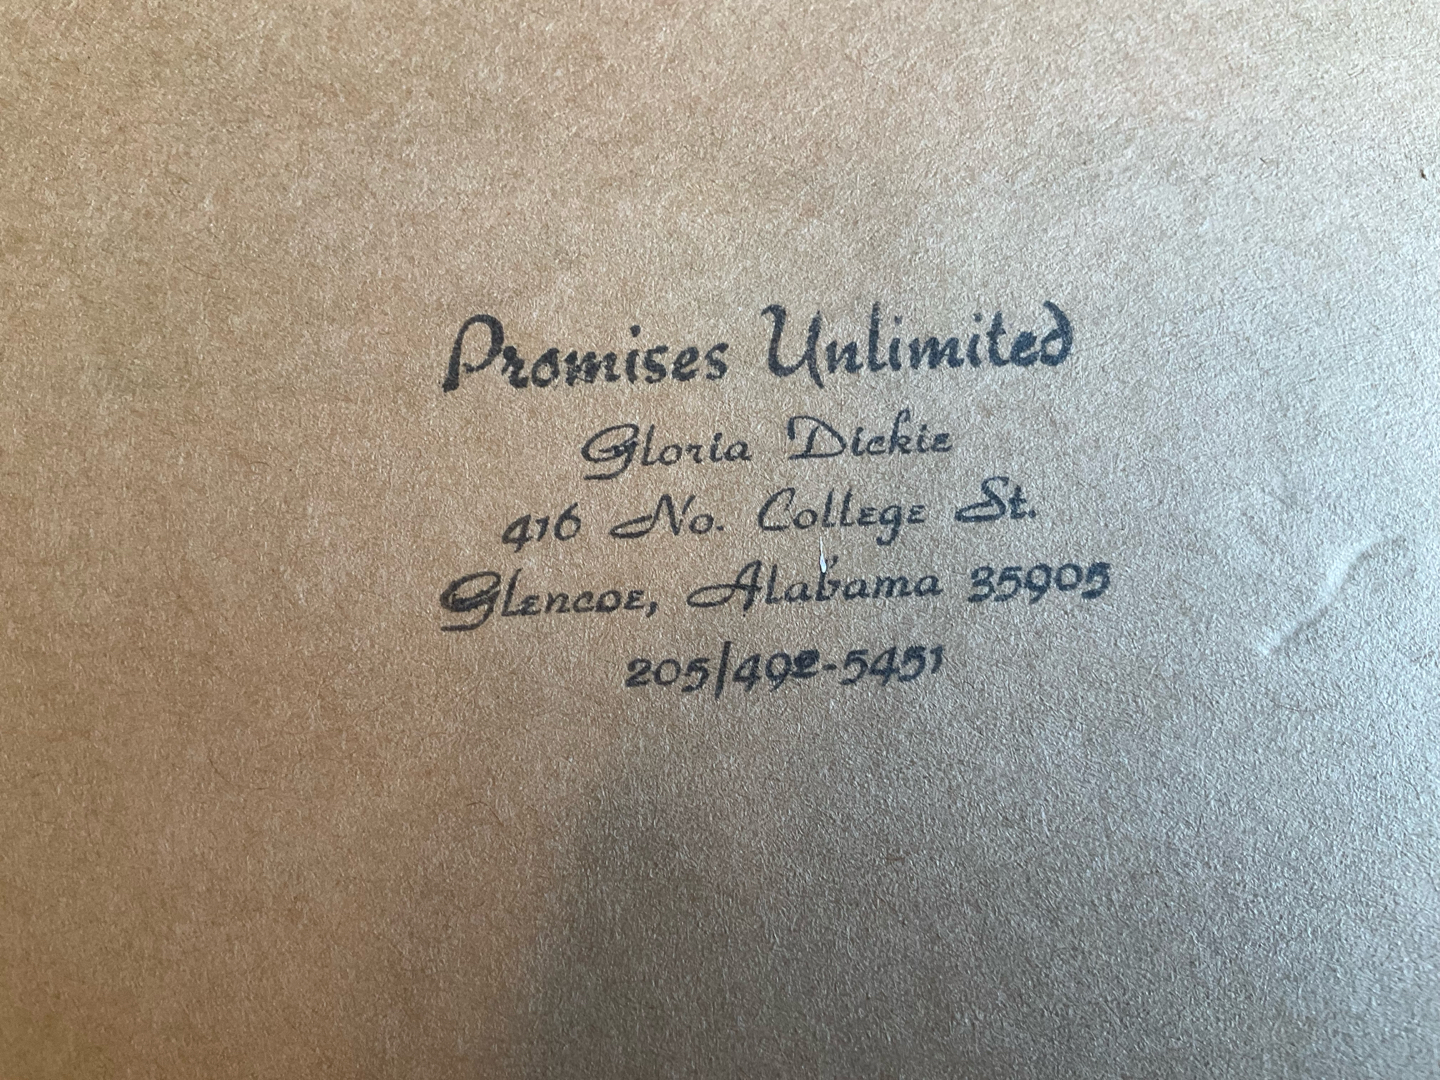 Promises Unlimited
Gloria Dickie
416 No. College St.
Glencoe, Alabama 35905
205/492-5451